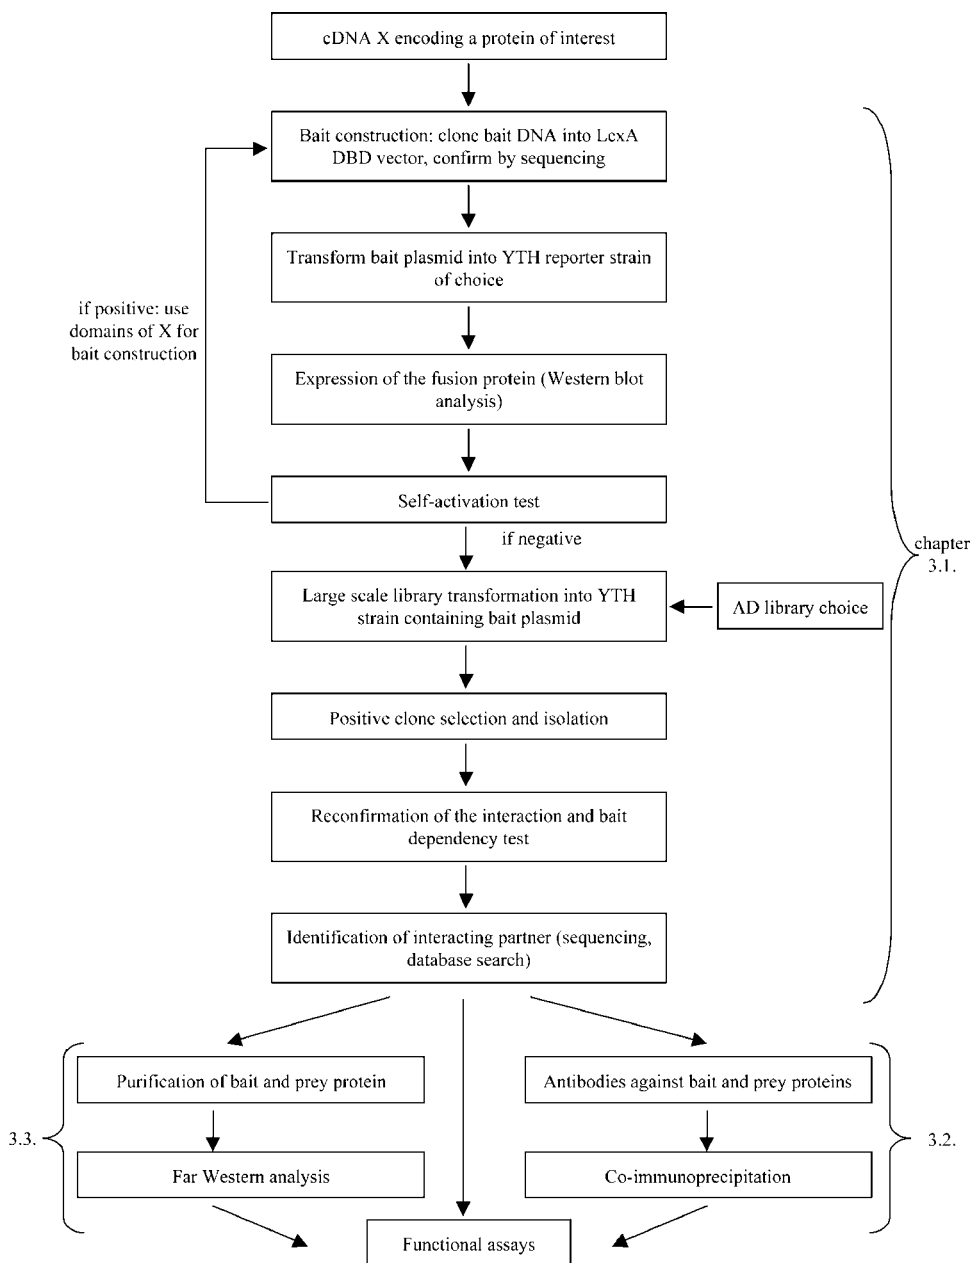 cDNA X encoding a protein of interest
Bait construction: clone bait DNA into LexA
DBD vector, confirm by sequencing
Transform bait plasmid into YTH reporter strain
of choice
if positive: use
domains of X for
bait construction
Expression of the fusion protein (Western blot
analysis)
Self-activation test
if negative
chapter
3.1.
Large scale library transformation into YTH
strain containing bait plasmid
AD library choice
Positive clone selection and isolation
Reconfirmation of the interaction and bait
dependency test
Identification of interacting partner (sequencing,
database search)
Purification of bait and prey protein
Antibodies against bait and prey proteins
3.3.
3.2.
Far Western analysis
Co-immunoprecipitation
Functional assays